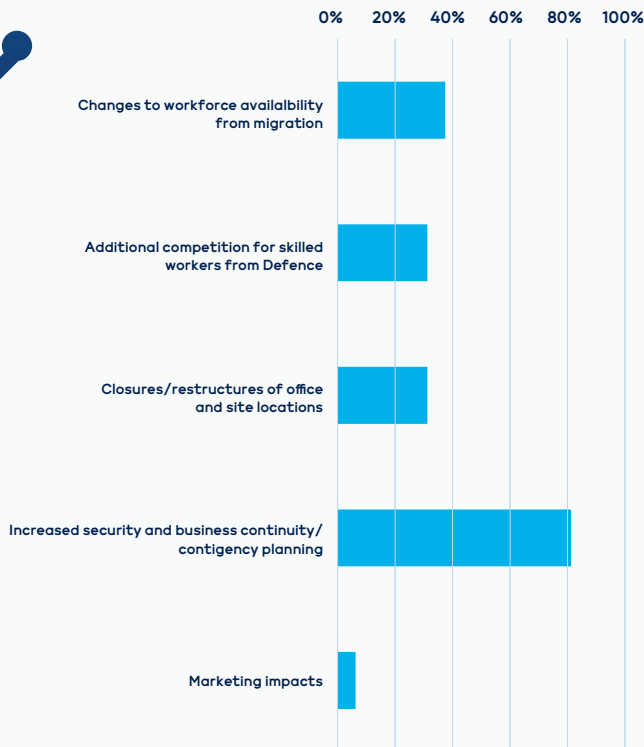 0% 20% 40% 60% 80% 100%
Changes to workforce availalbility
from migration
Additional competition for skilled
workers from Defence
Closures/restructures of office
and site locations
Increased security and business continuity/
contigency planning
Marketing impacts